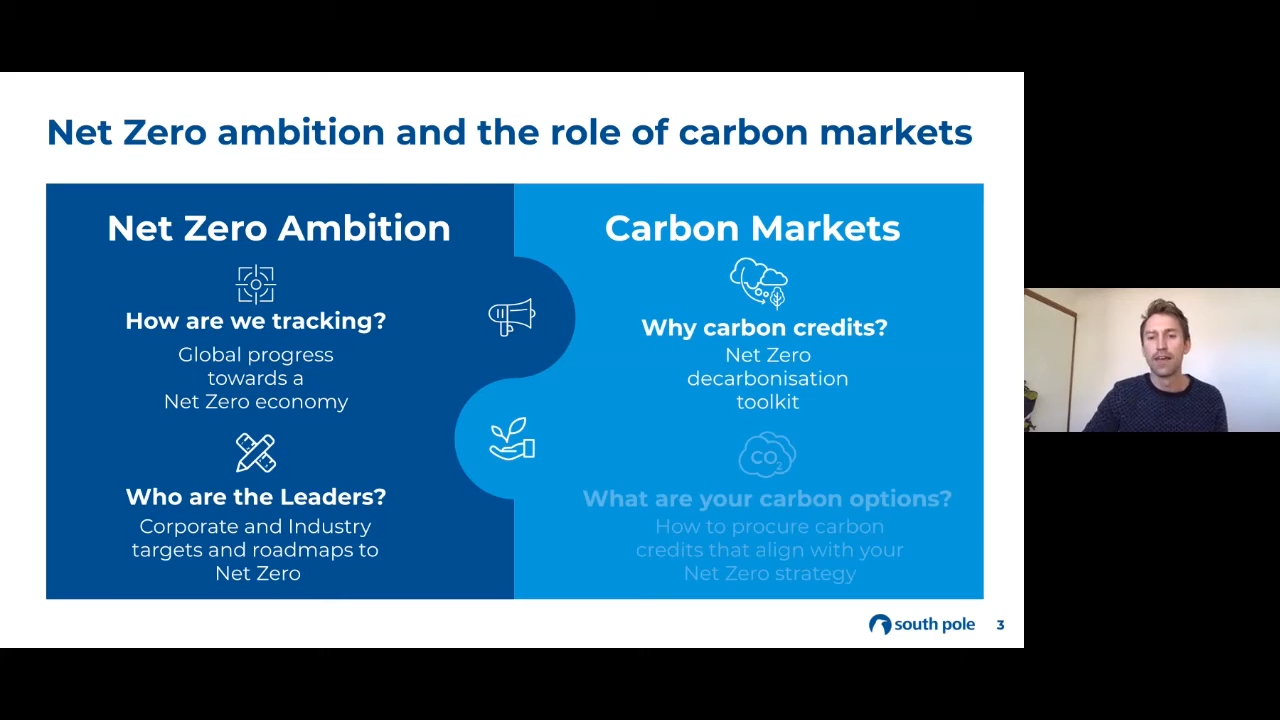 Net Zero ambition and the role of carbon markets
Net Zero Ambition
How are we tracking?
Global progress
towards a
Net Zero economy
Who are the Leaders?
Corporate and Industry
targets and roadmaps to
Net Zero
Carbon Markets
Why carbon credits?
Net Zero
decarbonisation
toolkit
CO2
What are your carbon options?
How to procure carbon
credits that align with your
Net Zero strategy
south pole 3